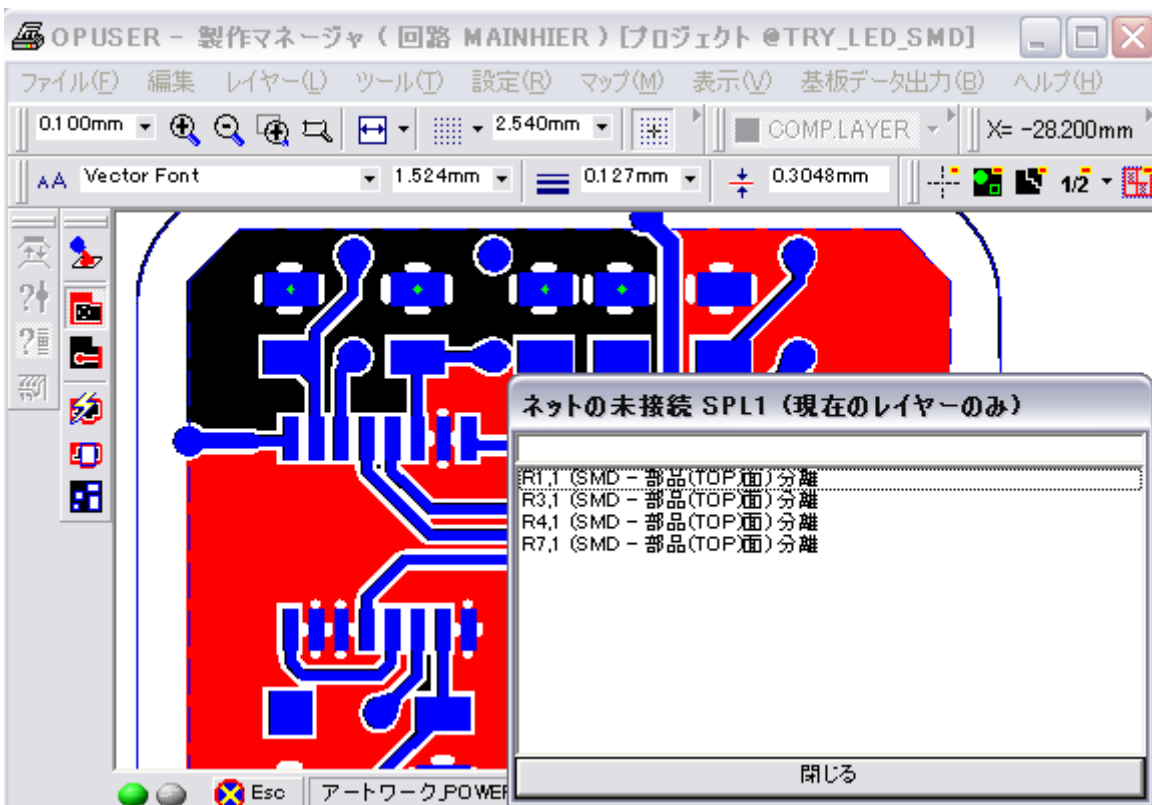 OPUSER - 製作マネージャ ( 回路 MAINHIER ) [プロジェクト @TRY_LED_SMD]
ファイル(F) 編集 レイヤー(L) ツール(T) 設定(R) マップ(M) 表示(V) 基板データ出力(B) ヘルプ(H)
0.100mm 2.540mm COMP.LAYER X= -28.200mm
AA Vector Font 1.524mm 0.127mm 0.3048mm 1/2
ネットの未接続 SPL1 (現在のレイヤーのみ)
R1,1 (SMD - 部品(TOP)面) 分離
R3,1 (SMD - 部品(TOP)面) 分離
R4,1 (SMD - 部品(TOP)面) 分離
R7,1 (SMD - 部品(TOP)面) 分離
閉じる
Esc アートワーク,POWER